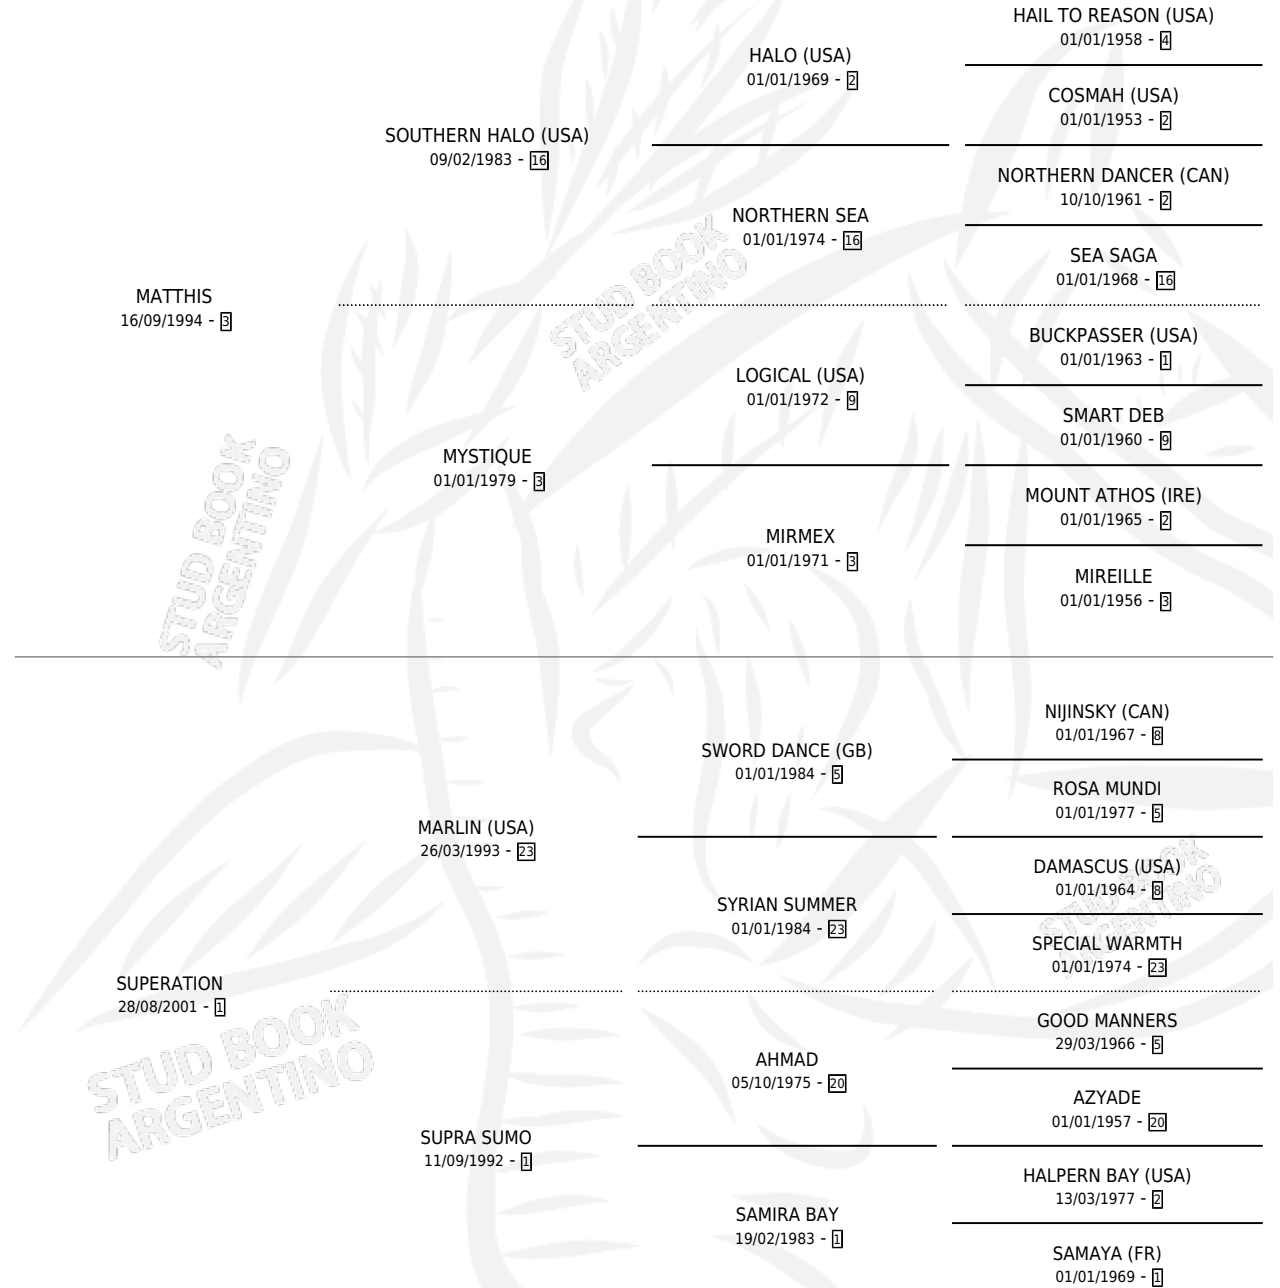 HAIL TO REASON (USA)
01/01/1958 - 4
HALO (USA)
01/01/1969 - 2
COSMAH (USA)
01/01/1953 - 2
SOUTHERN HALO (USA)
09/02/1983 - 16
NORTHERN DANCER (CAN)
10/10/1961 - 2
NORTHERN SEA
01/01/1974 - 16
SEA SAGA
01/01/1968 - 16
MATTHIS
16/09/1994 - 3
BUCKPASSER (USA)
01/01/1963 - 1
LOGICAL (USA)
01/01/1972 - 9
SMART DEB
01/01/1960 - 9
MYSTIQUE
01/01/1979 - 3
MOUNT ATHOS (IRE)
01/01/1965 - 2
MIRMEX
01/01/1971 - 3
MIREILLE
01/01/1956 - 3
NIJINSKY (CAN)
01/01/1967 - 8
SWORD DANCE (GB)
01/01/1984 - 5
ROSA MUNDI
01/01/1977 - 5
MARLIN (USA)
26/03/1993 - 23
DAMASCUS (USA)
01/01/1964 - 8
SYRIAN SUMMER
01/01/1984 - 23
SPECIAL WARMTH
01/01/1974 - 23
SUPERATION
28/08/2001 - 1
GOOD MANNERS
29/03/1966 - 5
AHMAD
05/10/1975 - 20
AZYADE
01/01/1957 - 20
SUPRA SUMO
11/09/1992 - 1
HALPERN BAY (USA)
13/03/1977 - 2
SAMIRA BAY
19/02/1983 - 1
SAMAYA (FR)
01/01/1969 - 1
STUD BOOK
ARGENTINO
STUD BOOK
ARGENTINO
STUD BOOK
ARGENTINO
STUD BOOK
ARGENTINO